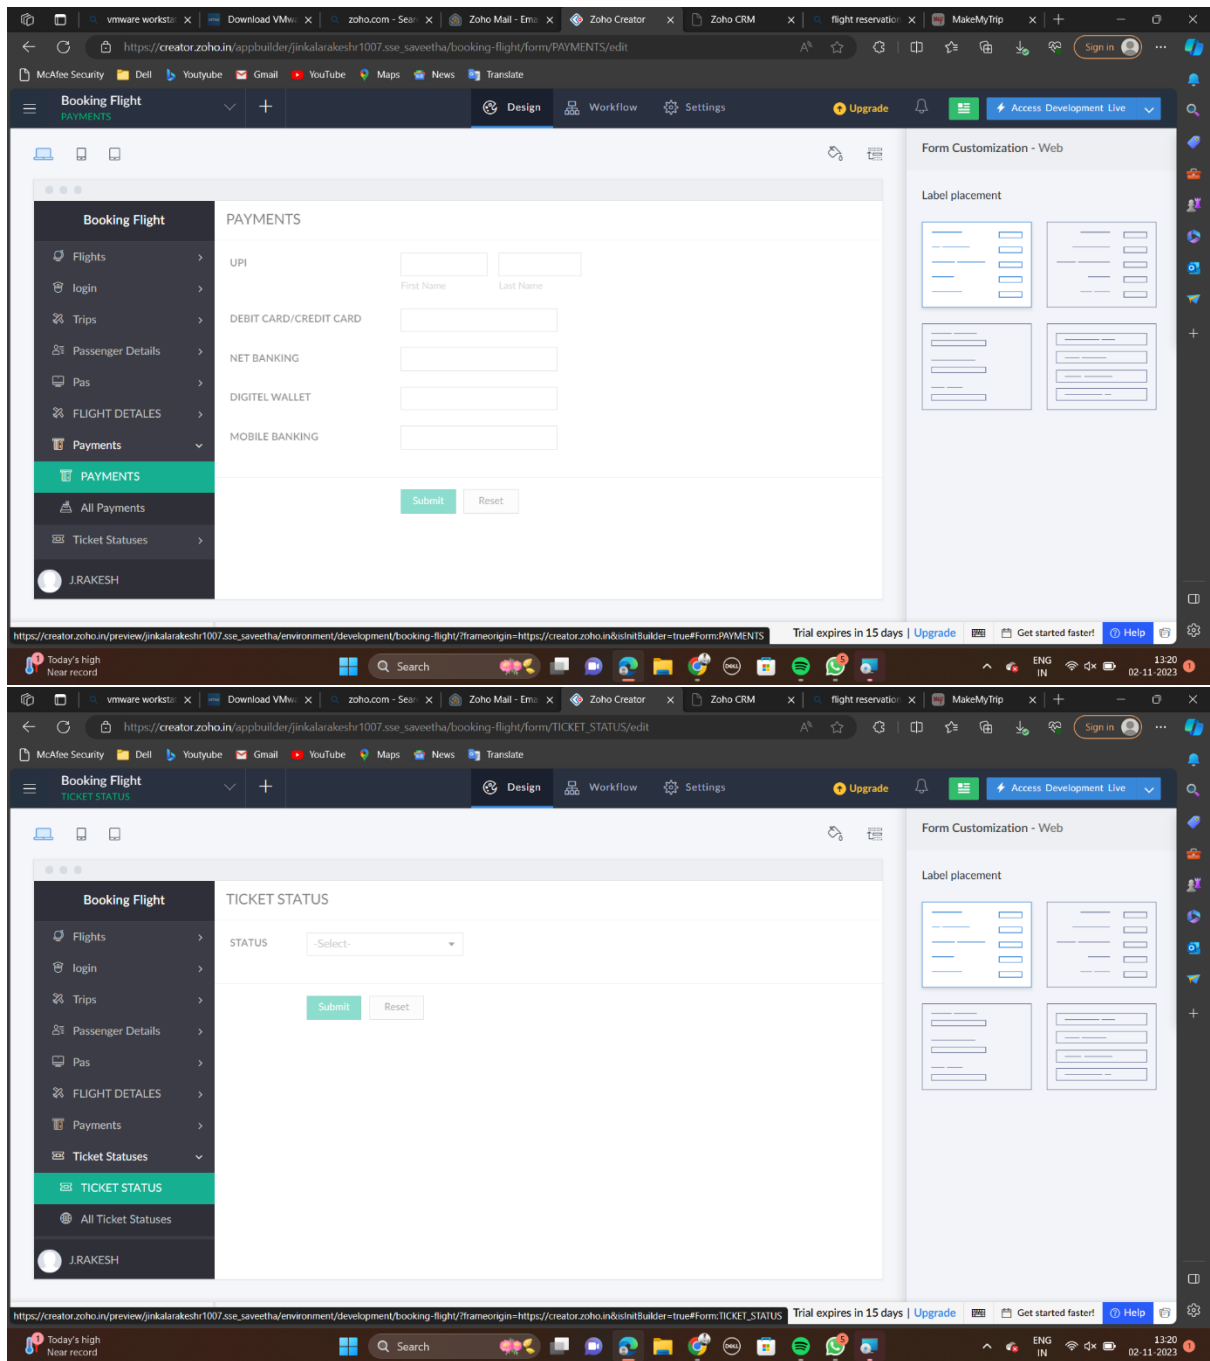 vmware workstat
Download VMwa
zoho.com - Sear
Zoho Mail - Ema
Zoho Creator
Zoho CRM
flight reservation
MakeMyTrip
https://creator.zoho.in/appbuilder/jinkalarakeshr1007.sse_saveetha/booking-flight/form/PAYMENTS/edit
Sign in
McAfee Security Dell Youtyube Gmail YouTube Maps News Translate
Booking Flight
PAYMENTS
Design Workflow Settings
Upgrade
Access Development Live
Form Customization - Web
Label placement
Booking Flight
PAYMENTS
Flights
login
Trips
Passenger Details
Pas
FLIGHT DETALES
Payments
PAYMENTS
All Payments
Ticket Statuses
J.RAKESH
UPI
First Name Last Name
DEBIT CARD/CREDIT CARD
NET BANKING
DIGITEL WALLET
MOBILE BANKING
Submit Reset
https://creator.zoho.in/preview/jinkalarakeshr1007.sse_saveetha/environment/development/booking-flight/?frameorigin=https://creator.zoho.in&isInitBuilder=true#Form:PAYMENTS
Trial expires in 15 days | Upgrade
Get started faster!
Help
1
Today's high
Near record
Search
DELL
5
ENG
IN
13:20
02-11-2023
1
vmware workstat
Download VMwa
zoho.com - Sear
Zoho Mail - Ema
Zoho Creator
Zoho CRM
flight reservation
MakeMyTrip
https://creator.zoho.in/appbuilder/jinkalarakeshr1007.sse_saveetha/booking-flight/form/TICKET_STATUS/edit
Sign in
McAfee Security Dell Youtyube Gmail YouTube Maps News Translate
Booking Flight
TICKET STATUS
Design Workflow Settings
Upgrade
Access Development Live
Form Customization - Web
Label placement
Booking Flight
TICKET STATUS
Flights
login
Trips
Passenger Details
Pas
FLIGHT DETALES
Payments
Ticket Statuses
TICKET STATUS
All Ticket Statuses
J.RAKESH
STATUS
-Select-
Submit Reset
https://creator.zoho.in/preview/jinkalarakeshr1007.sse_saveetha/environment/development/booking-flight/?frameorigin=https://creator.zoho.in&isInitBuilder=true#Form:TICKET_STATUS
Trial expires in 15 days | Upgrade
Get started faster!
Help
1
Today's high
Near record
Search
DELL
5
ENG
IN
13:20
02-11-2023
1